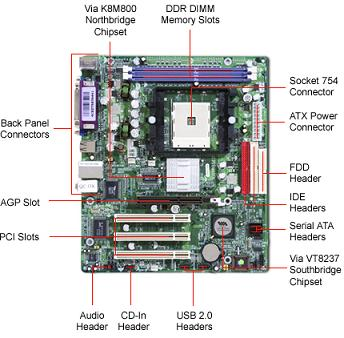 Via K8M800
Northbridge
Chipset
DDR DIMM
Memory Slots
Socket 754
Connector
ATX Power
Connector
Back Panel
Connectors
FDD
Header
AGP Slot
IDE
Headers
PCI Slots
Serial ATA
Headers
Via VT8237
Southbridge
Chipset
Audio
Header
CD-In
Header
USB 2.0
Headers